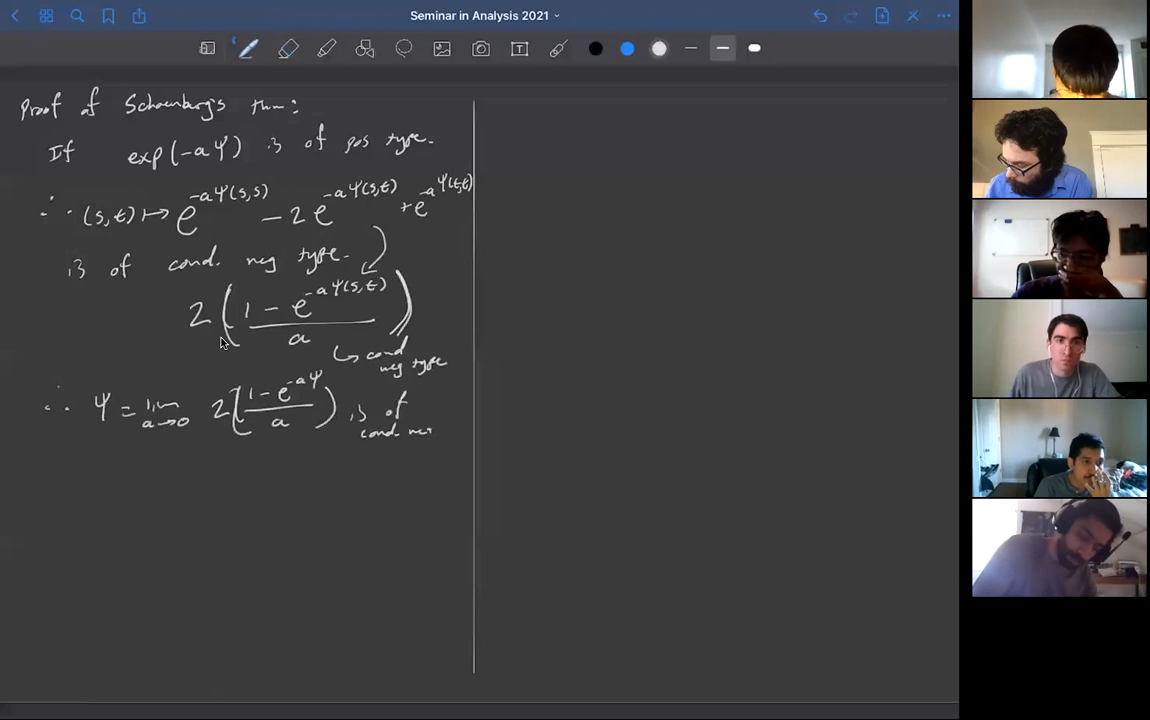 Seminar in Analysis 2021
Proof of Schoenberg's thm:
If exp(-aΨ) is of pos type.
∴ (s,t) ↦ e^{-aΨ(s,s)} - 2e^{-aΨ(s,t)} + e^{-aΨ(t,t)}
is of cond. neg type.
2(\frac{1 - e^{-aΨ(s,t)}}{a})
↳ cond
neg type
∴ Ψ = lim_{a→0} 2(\frac{1 - e^{-aΨ}}{a}) is of
cond.